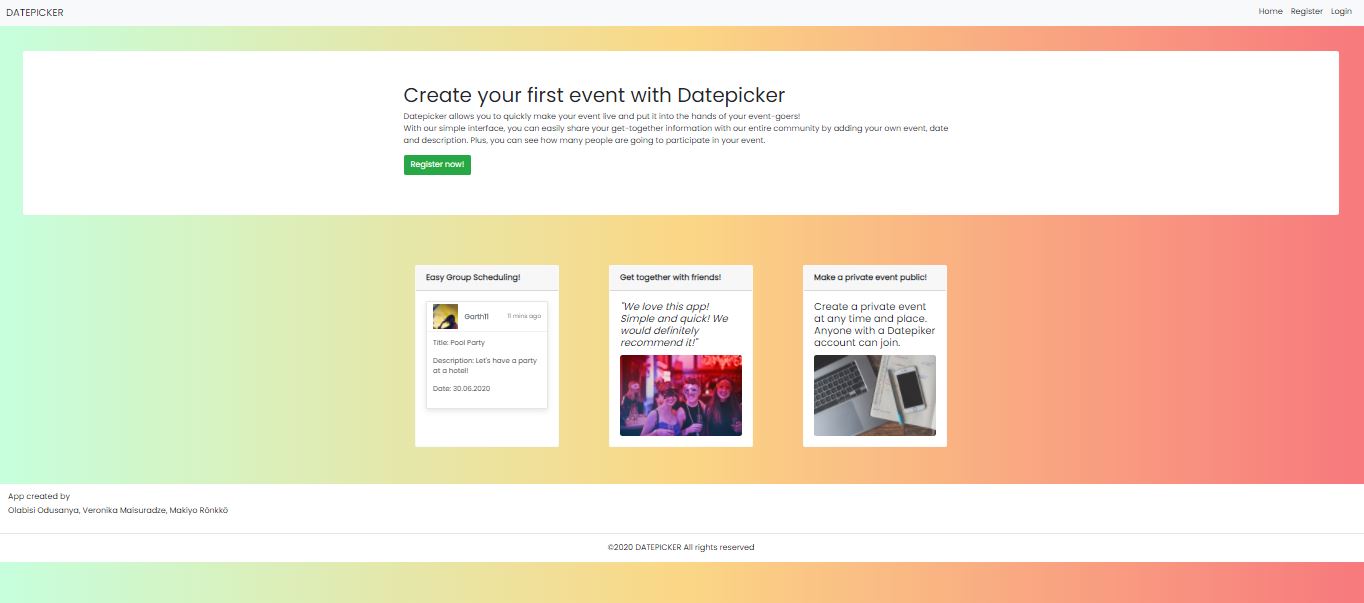 DATEPICKER
Home Register Login
Create your first event with Datepicker
Datepicker allows you to quickly make your event live and put it into the hands of your event-goers!
With our simple interface, you can easily share your get-together information with our entire community by adding your own event, date
and description. Plus, you can see how many people are going to participate in your event.
Register now!
Easy Group Scheduling!
Garth11 11 mins ago
Title: Pool Party
Description: Let's have a party
at a hotel!
Date: 30.06.2020
Get together with friends!
"We love this app!
Simple and quick! We
would definitely
recommend it!"
Make a private event public!
Create a private event
at any time and place.
Anyone with a Datepiker
account can join.
App created by
Olabisi Odusanya, Veronika Maisuradze, Makiyo Rönkkö
©2020 DATEPICKER All rights reserved